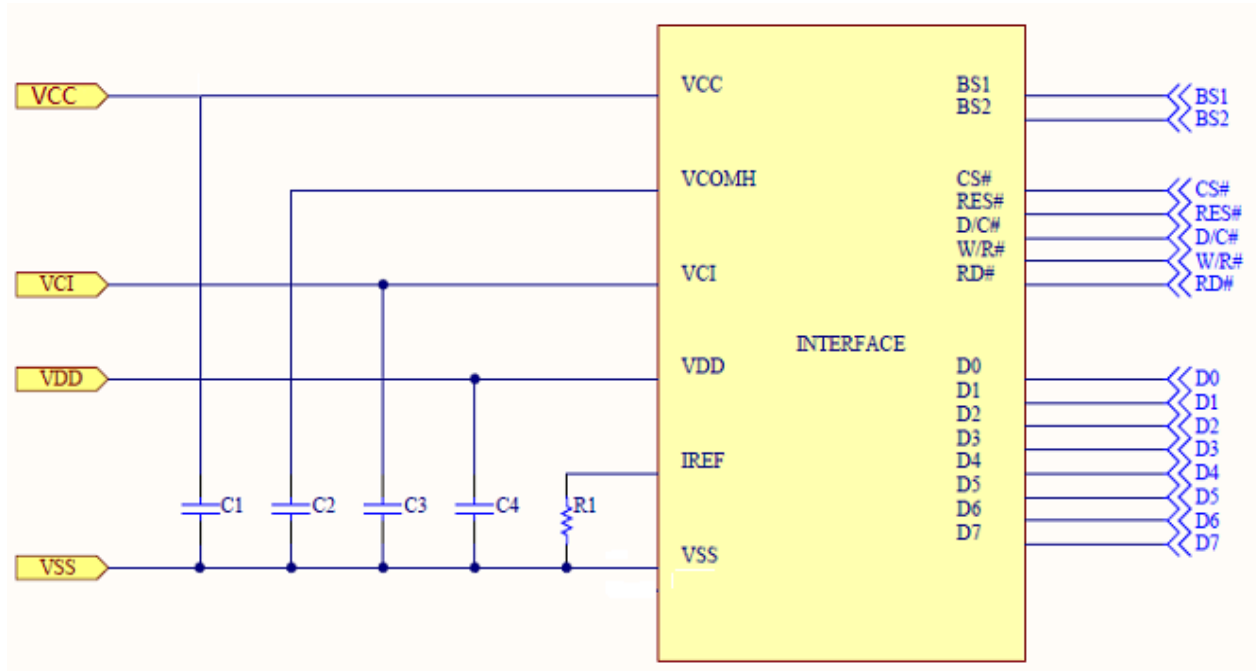 VCC
VCI
VDD
VSS
C1
C2
C3
C4
R1
VCC
VCOMH
VCI
VDD
IREF
VSS
INTERFACE
BS1
BS2
CS#
RES#
D/C#
W/R#
RD#
D0
D1
D2
D3
D4
D5
D6
D7
BS1
BS2
CS#
RES#
D/C#
W/R#
RD#
D0
D1
D2
D3
D4
D5
D6
D7